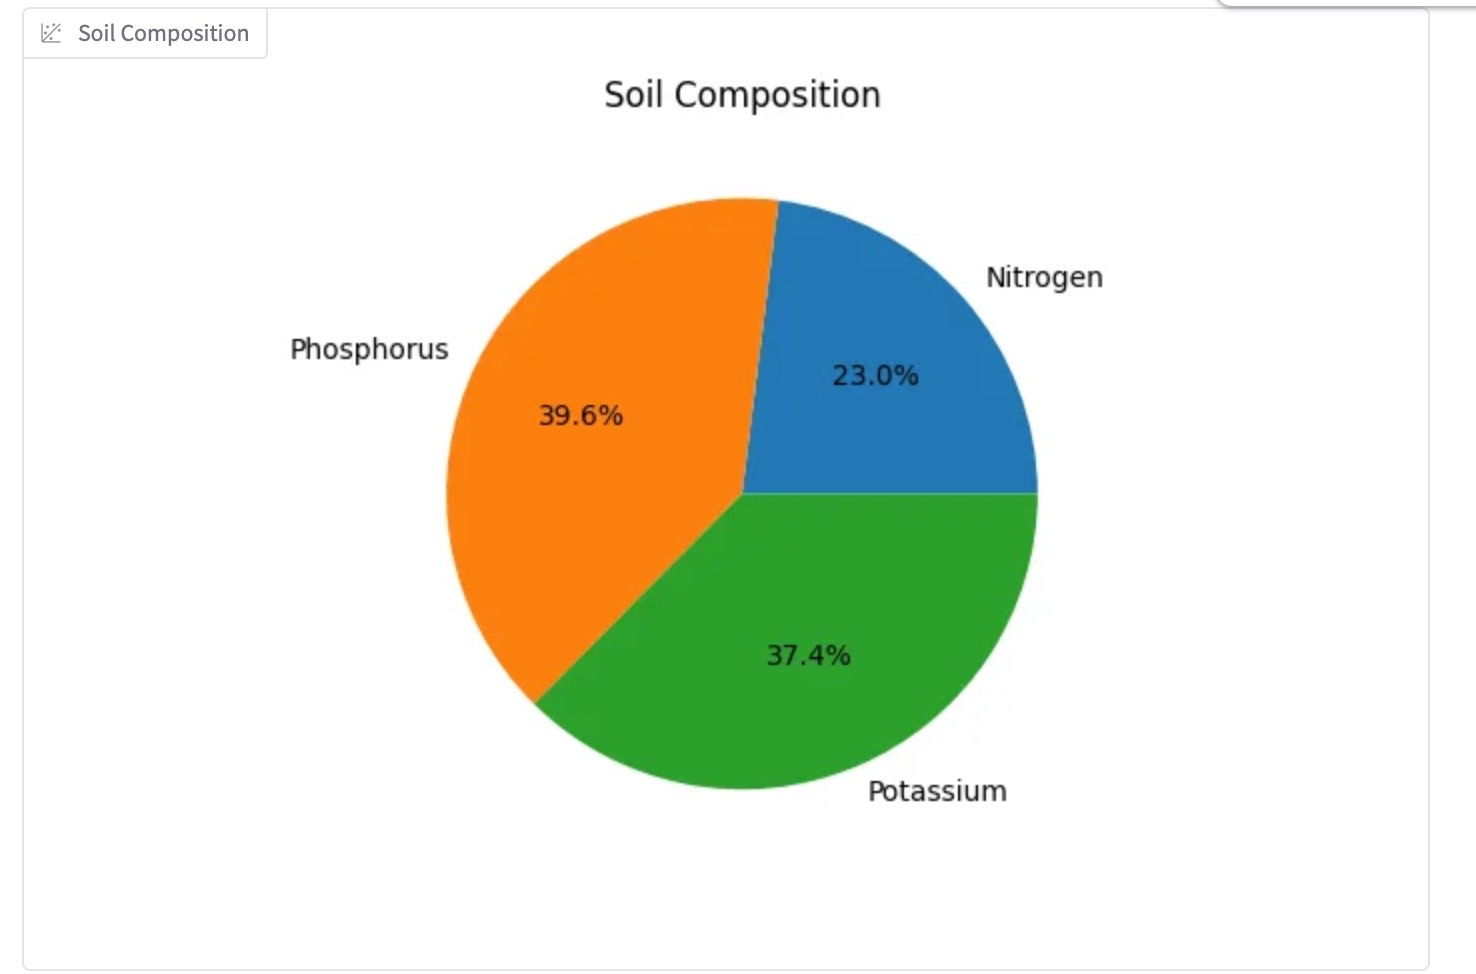 Soil Composition
Soil Composition
Nitrogen
Phosphorus
23.0%
39.6%
37.4%
Potassium